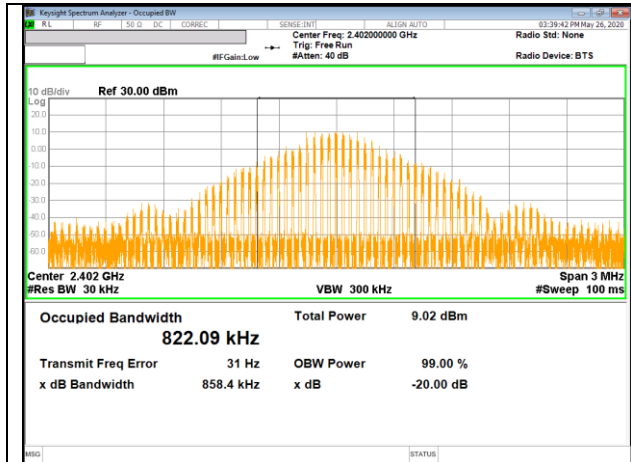 Keysight Spectrum Analyzer - Occupied BW
RL RF 50 Ω DC CORREC SENSE:INT ALIGN AUTO 03:39:42 PM May 26, 2020
Center Freq: 2.402000000 GHz Radio Std: None
Trig: Free Run
#IFGain:Low #Atten: 40 dB Radio Device: BTS
10 dB/div Ref 30.00 dBm
Log
20.0
10.0
0.00
-10.0
-20.0
-30.0
-40.0
-50.0
-60.0
Center 2.402 GHz Span 3 MHz
#Res BW 30 kHz VBW 300 kHz #Sweep 100 ms
Occupied Bandwidth Total Power 9.02 dBm
822.09 kHz
Transmit Freq Error 31 Hz OBW Power 99.00 %
x dB Bandwidth 858.4 kHz x dB -20.00 dB
MSG STATUS